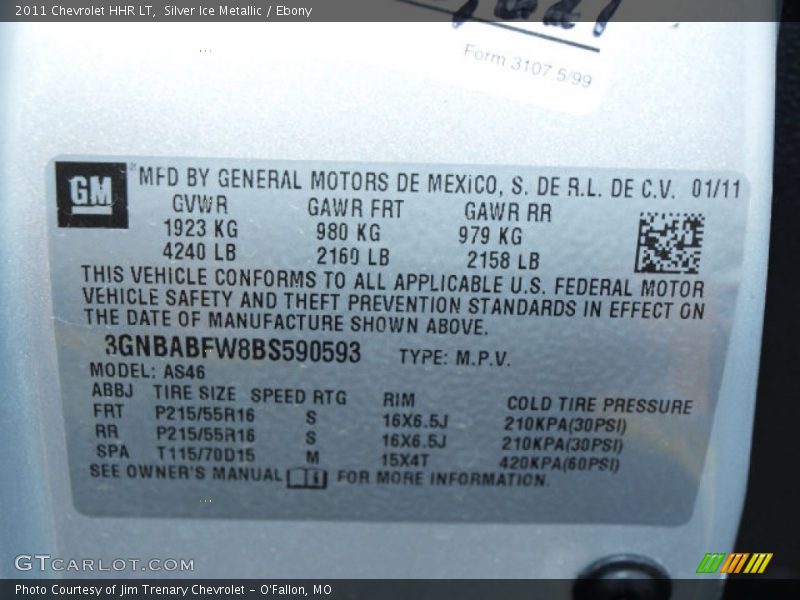 2011 Chevrolet HHR LT, Silver Ice Metallic / Ebony
Form 3107 5/99
GM MFD BY GENERAL MOTORS DE MEXiCO, S. DE R.L. DE C.V. 01/11
GVWR GAWR FRT GAWR RR
1923 KG 980 KG 979 KG
4240 LB 2160 LB 2158 LB
THIS VEHICLE CONFORMS TO ALL APPLICABLE U.S. FEDERAL MOTOR
VEHICLE SAFETY AND THEFT PREVENTION STANDARDS IN EFFECT ON
THE DATE OF MANUFACTURE SHOWN ABOVE.
3GNBABFW8BS590593 TYPE: M.P.V.
MODEL: AS46
ABBJ TIRE SIZE SPEED RTG RIM COLD TIRE PRESSURE
FRT P215/55R16 S 16X6.5J 210KPA(30PSI)
RR P215/55R16 S 16X6.5J 210KPA(30PSI)
SPA T115/70D15 M 15X4T 420KPA(60PSI)
SEE OWNER'S MANUAL FOR MORE INFORMATION.
GTCARLOT.COM
Photo Courtesy of Jim Trenary Chevrolet - O'Fallon, MO